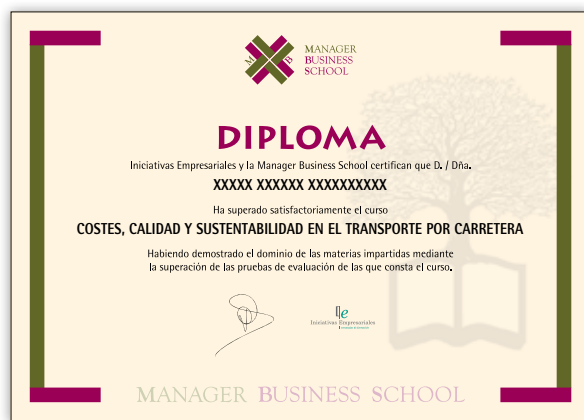 M B
MANAGER
BUSINESS
SCHOOL
DIPLOMA
Iniciativas Empresariales y la Manager Business School certifican que D. / Dña.
XXXXX XXXXXX XXXXXXXXXX
Ha superado satisfactoriamente el curso
COSTES, CALIDAD Y SUSTENTABILIDAD EN EL TRANSPORTE POR CARRETERA
Habiendo demostrado el dominio de las materias impartidas mediante
la superación de las pruebas de evaluación de las que consta el curso.
Iniciativas Empresariales
MANAGER BUSINESS SCHOOL